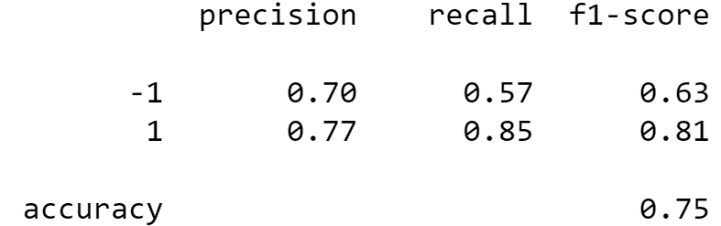 precision recall f1-score
-1 0.70 0.57 0.63
1 0.77 0.85 0.81
accuracy 0.75